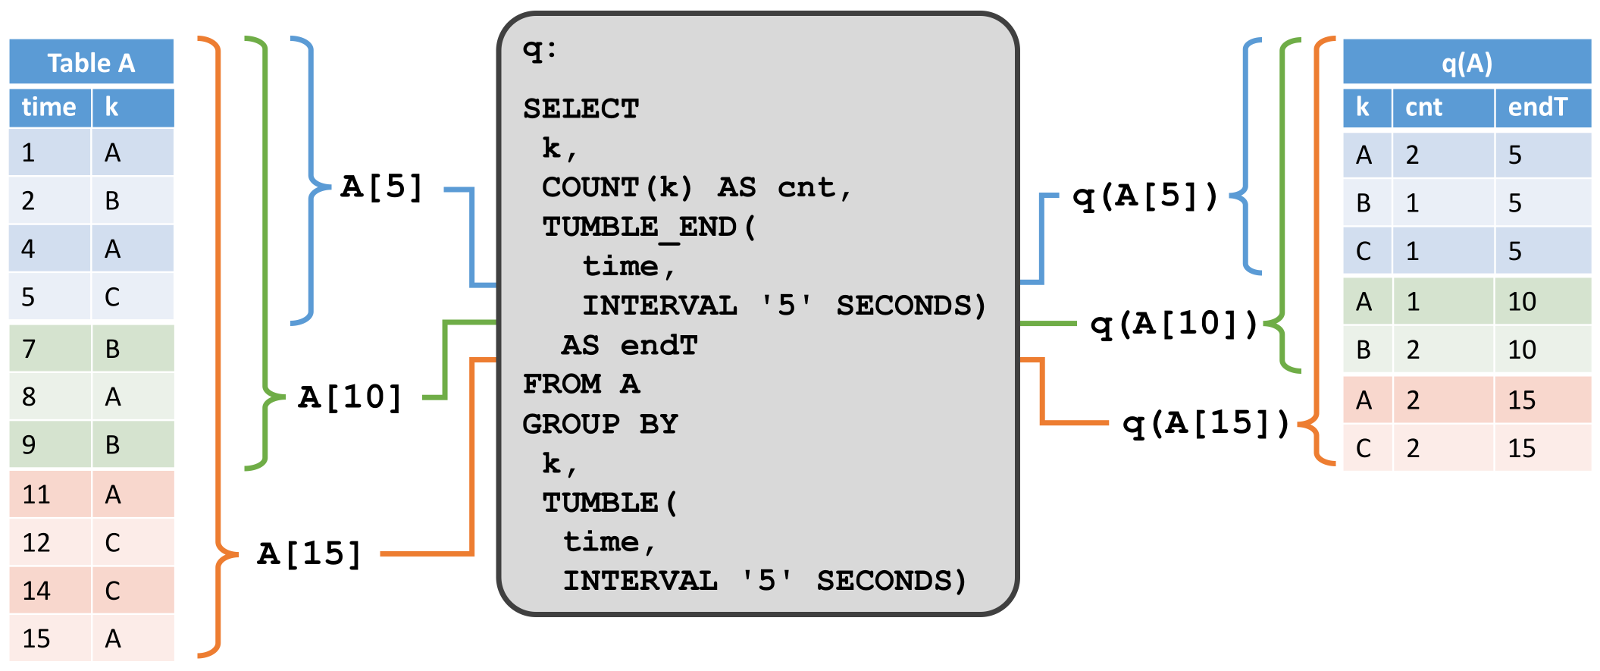 Table A
time k
1 A
2 B
4 A
5 C
7 B
8 A
9 B
11 A
12 C
14 C
15 A
A[5]
A[10]
A[15]
q:
SELECT
k,
COUNT(k) AS cnt,
TUMBLE_END(
time,
INTERVAL '5' SECONDS)
AS endT
FROM A
GROUP BY
k,
TUMBLE(
time,
INTERVAL '5' SECONDS)
q(A[5])
q(A[10])
q(A[15])
q(A)
k cnt endT
A 2 5
B 1 5
C 1 5
A 1 10
B 2 10
A 2 15
C 2 15